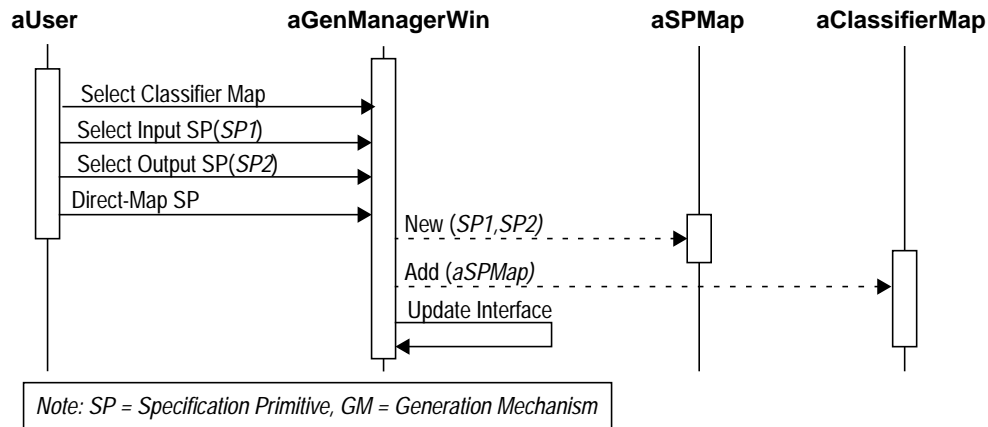 aUser aGenManagerWin aSPMap aClassifierMap
Select Classifier Map
Select Input SP(SP1)
Select Output SP(SP2)
Direct-Map SP
New (SP1,SP2)
Add (aSPMap)
Update Interface
Note: SP = Specification Primitive, GM = Generation Mechanism